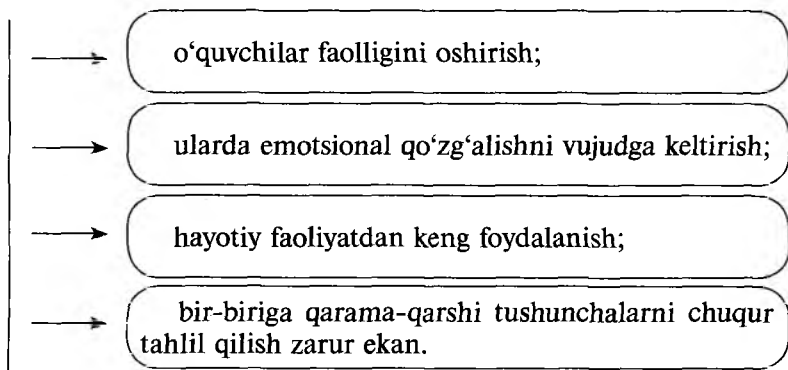 o‘quvchilar faolligini oshirish;
ularda emotsional qo‘zg‘alishni vujudga keltirish;
hayotiy faoliyatdan keng foydalanish;
bir-biriga qarama-qarshi tushunchalarni chuqur
tahlil qilish zarur ekan.